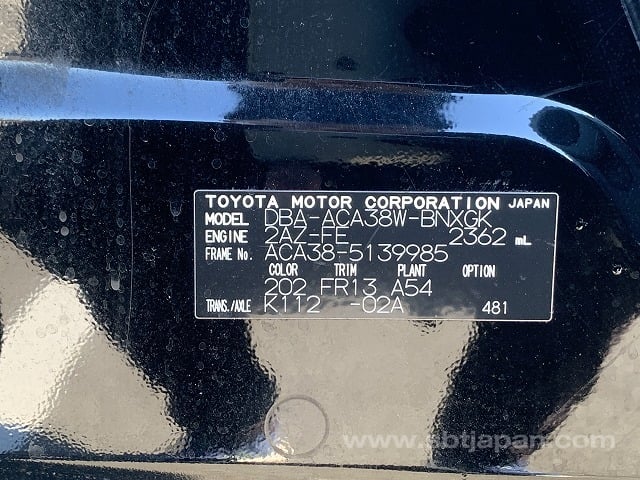 TOYOTA MOTOR CORPORATION JAPAN
MODEL DBA-ACA38W-BNXGK
ENGINE 2AZ-FE 2362 mL
FRAME No. ACA38-5139985
COLOR TRIM PLANT OPTION
202 FR13 A54
TRANS./AXLE K112 -02A 481
www.sbtjapan.com